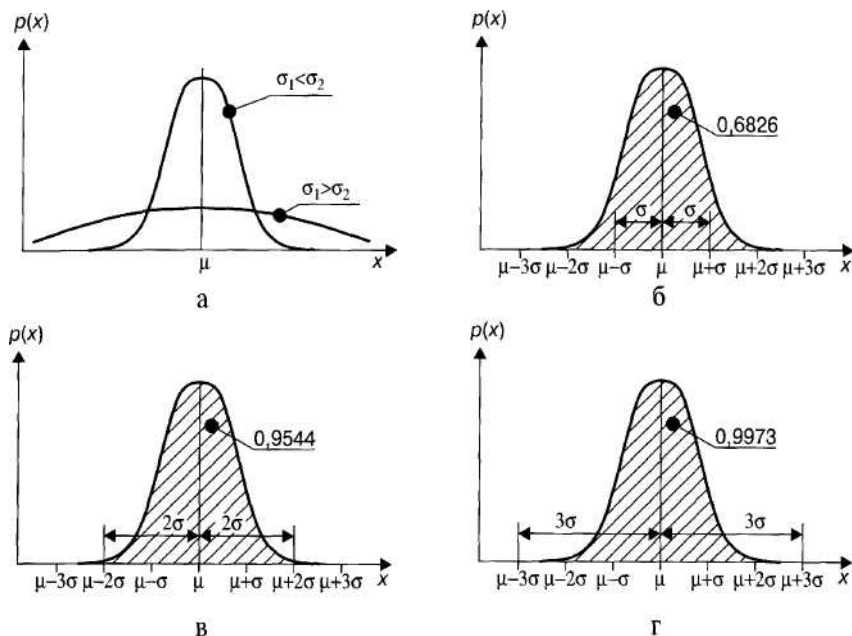 p(x)
σ₁<σ₂
σ₁>σ₂
μ
x
а
p(x)
0,6826
σ
σ
μ−3σ μ−2σ μ−σ μ μ+σ μ+2σ μ+3σ x
б
p(x)
0,9544
2σ
2σ
μ−3σ μ−2σ μ−σ μ μ+σ μ+2σ μ+3σ x
в
p(x)
0,9973
3σ
3σ
μ−3σ μ−2σ μ−σ μ μ+σ μ+2σ μ+3σ x
г